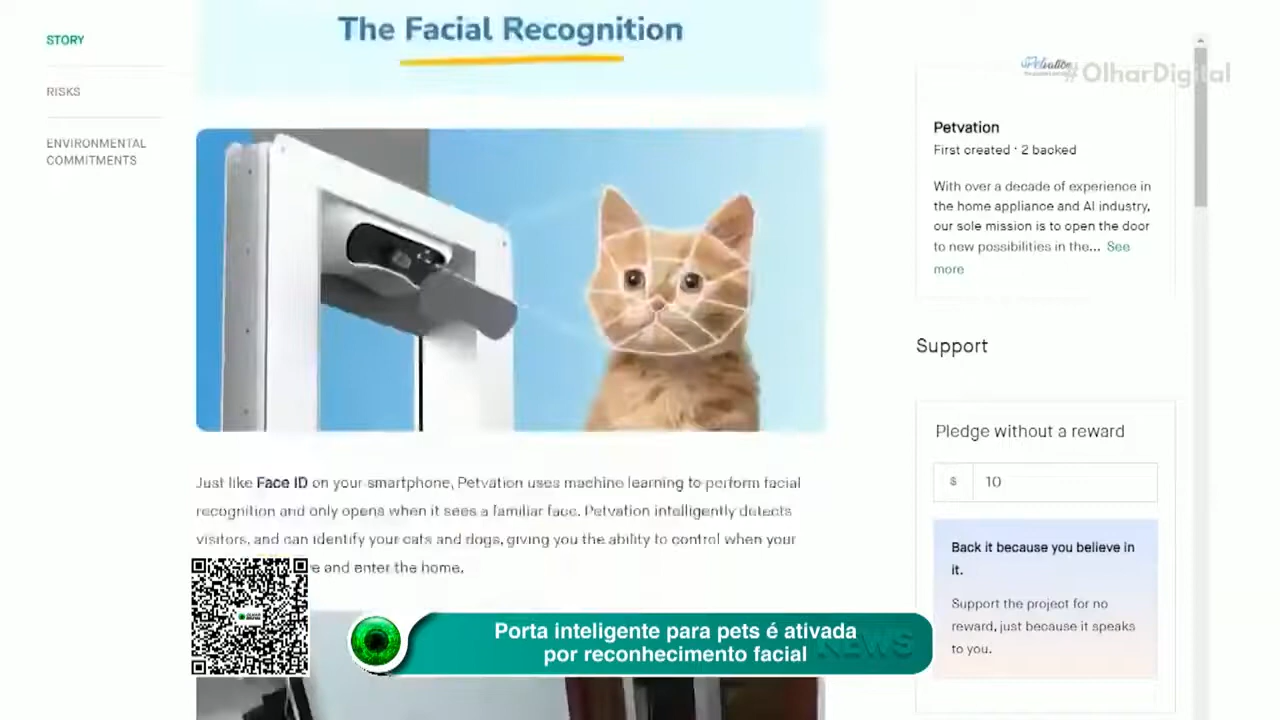 The Facial Recognition
STORY
RISKS
ENVIRONMENTAL
COMMITMENTS
#OlharDigital
Petvation
Petvation
First created · 2 backed
With over a decade of experience in
the home appliance and AI industry,
our sole mission is to open the door
to new possibilities in the... See
more
Support
Pledge without a reward
$ 10
Back it because you believe in
it.
Support the project for no
reward, just because it speaks
to you.
Just like Face ID on your smartphone, Petvation uses machine learning to perform facial
recognition and only opens when it sees a familiar face. Petvation intelligently detects
visitors, and can identify your cats and dogs, giving you the ability to control when your
and enter the home.
Porta inteligente para pets é ativada
por reconhecimento facial
NEWS